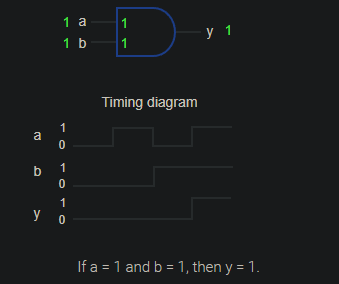 1 a 1
y 1
1 b 1
Timing diagram
a 1
0
b 1
0
1
y 0
If a = 1 and b = 1, then y = 1.